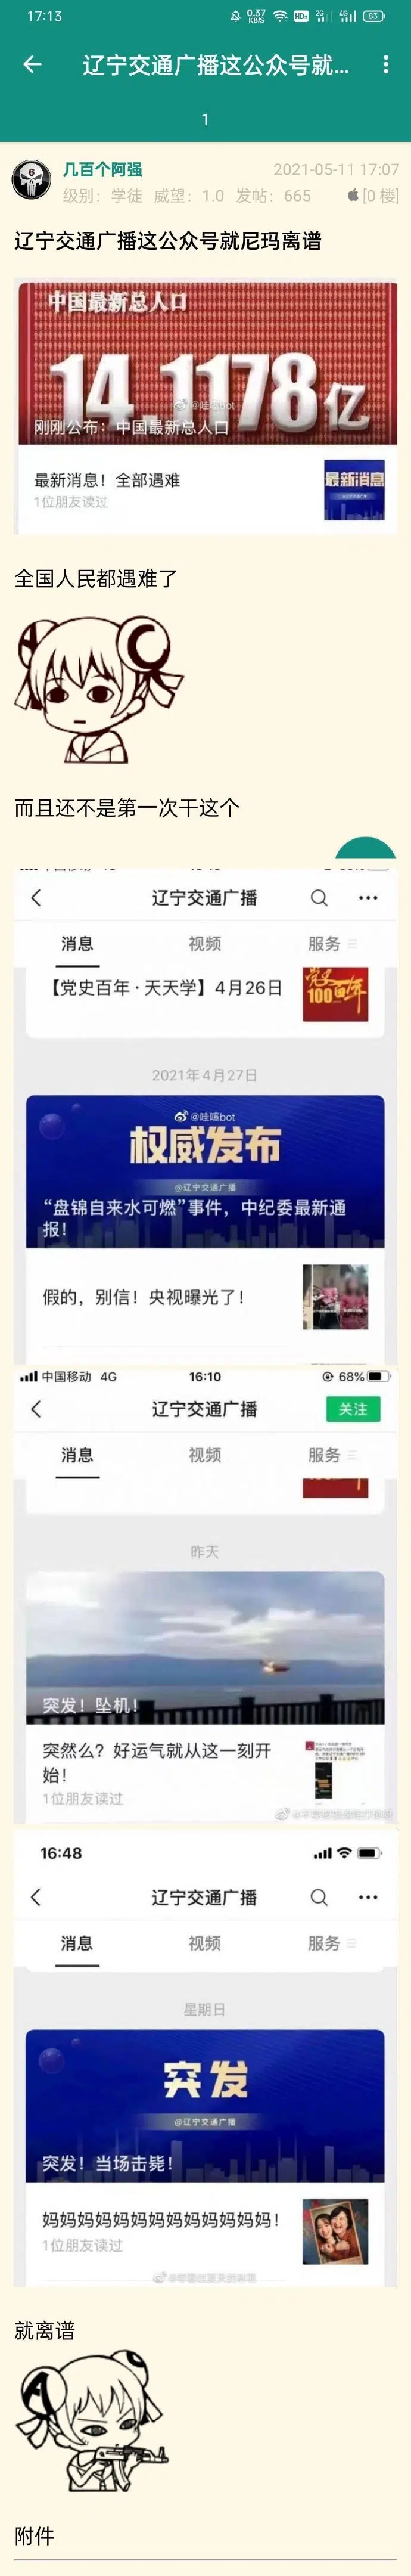 17:13
0.37
KB/S
HD
2G
4G
83
辽宁交通广播这公众号就...
1
6
几百个阿强
2021-05-11 17:07
级别：学徒 威望：1.0 发帖：665
[0 楼]
辽宁交通广播这公众号就尼玛离谱
中国最新总人口
14.1178亿
@哇噻bot
刚刚公布：中国最新总人口
最新消息！全部遇难
最新消息
1位朋友读过
全国人民都遇难了
而且还不是第一次干这个
辽宁交通广播
消息
视频
服务
【党史百年·天天学】4月26日
党史
100
2021年4月27日
@哇噻bot
权威发布
@辽宁交通广播
“盘锦自来水可燃”事件，中纪委最新通
报！
假的，别信！央视曝光了！
中国移动 4G
16:10
68%
辽宁交通广播
关注
消息
视频
服务
昨天
突发！坠机！
突然么？好运气就从这一刻开
始！
1位朋友读过
16:48
辽宁交通广播
消息
视频
服务
星期日
突发
@辽宁交通广播
突发！当场击毙！
妈妈妈妈妈妈妈妈妈妈妈妈妈！
1位朋友读过
就离谱
附件